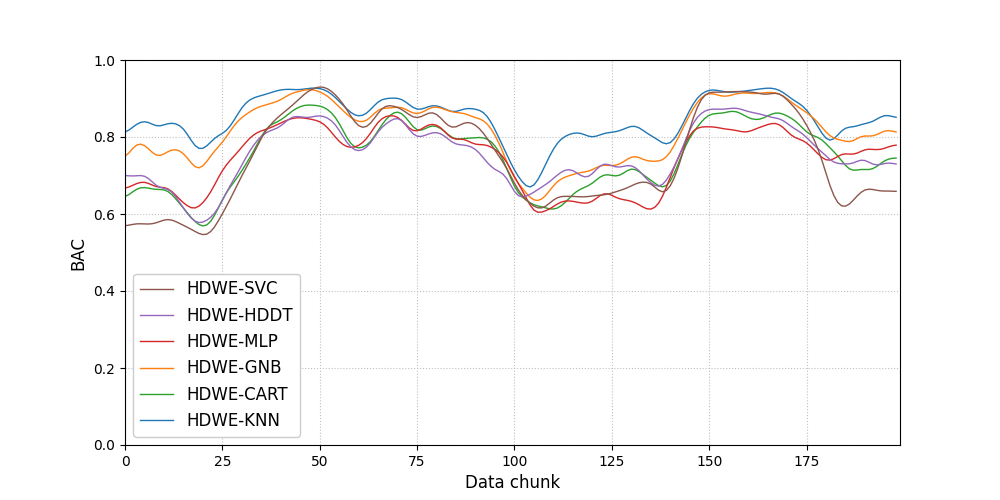 1.0
0.8
0.6
0.4
0.2
0.0
BAC
HDWE-SVC
HDWE-HDDT
HDWE-MLP
HDWE-GNB
HDWE-CART
HDWE-KNN
0 25 50 75 100 125 150 175
Data chunk